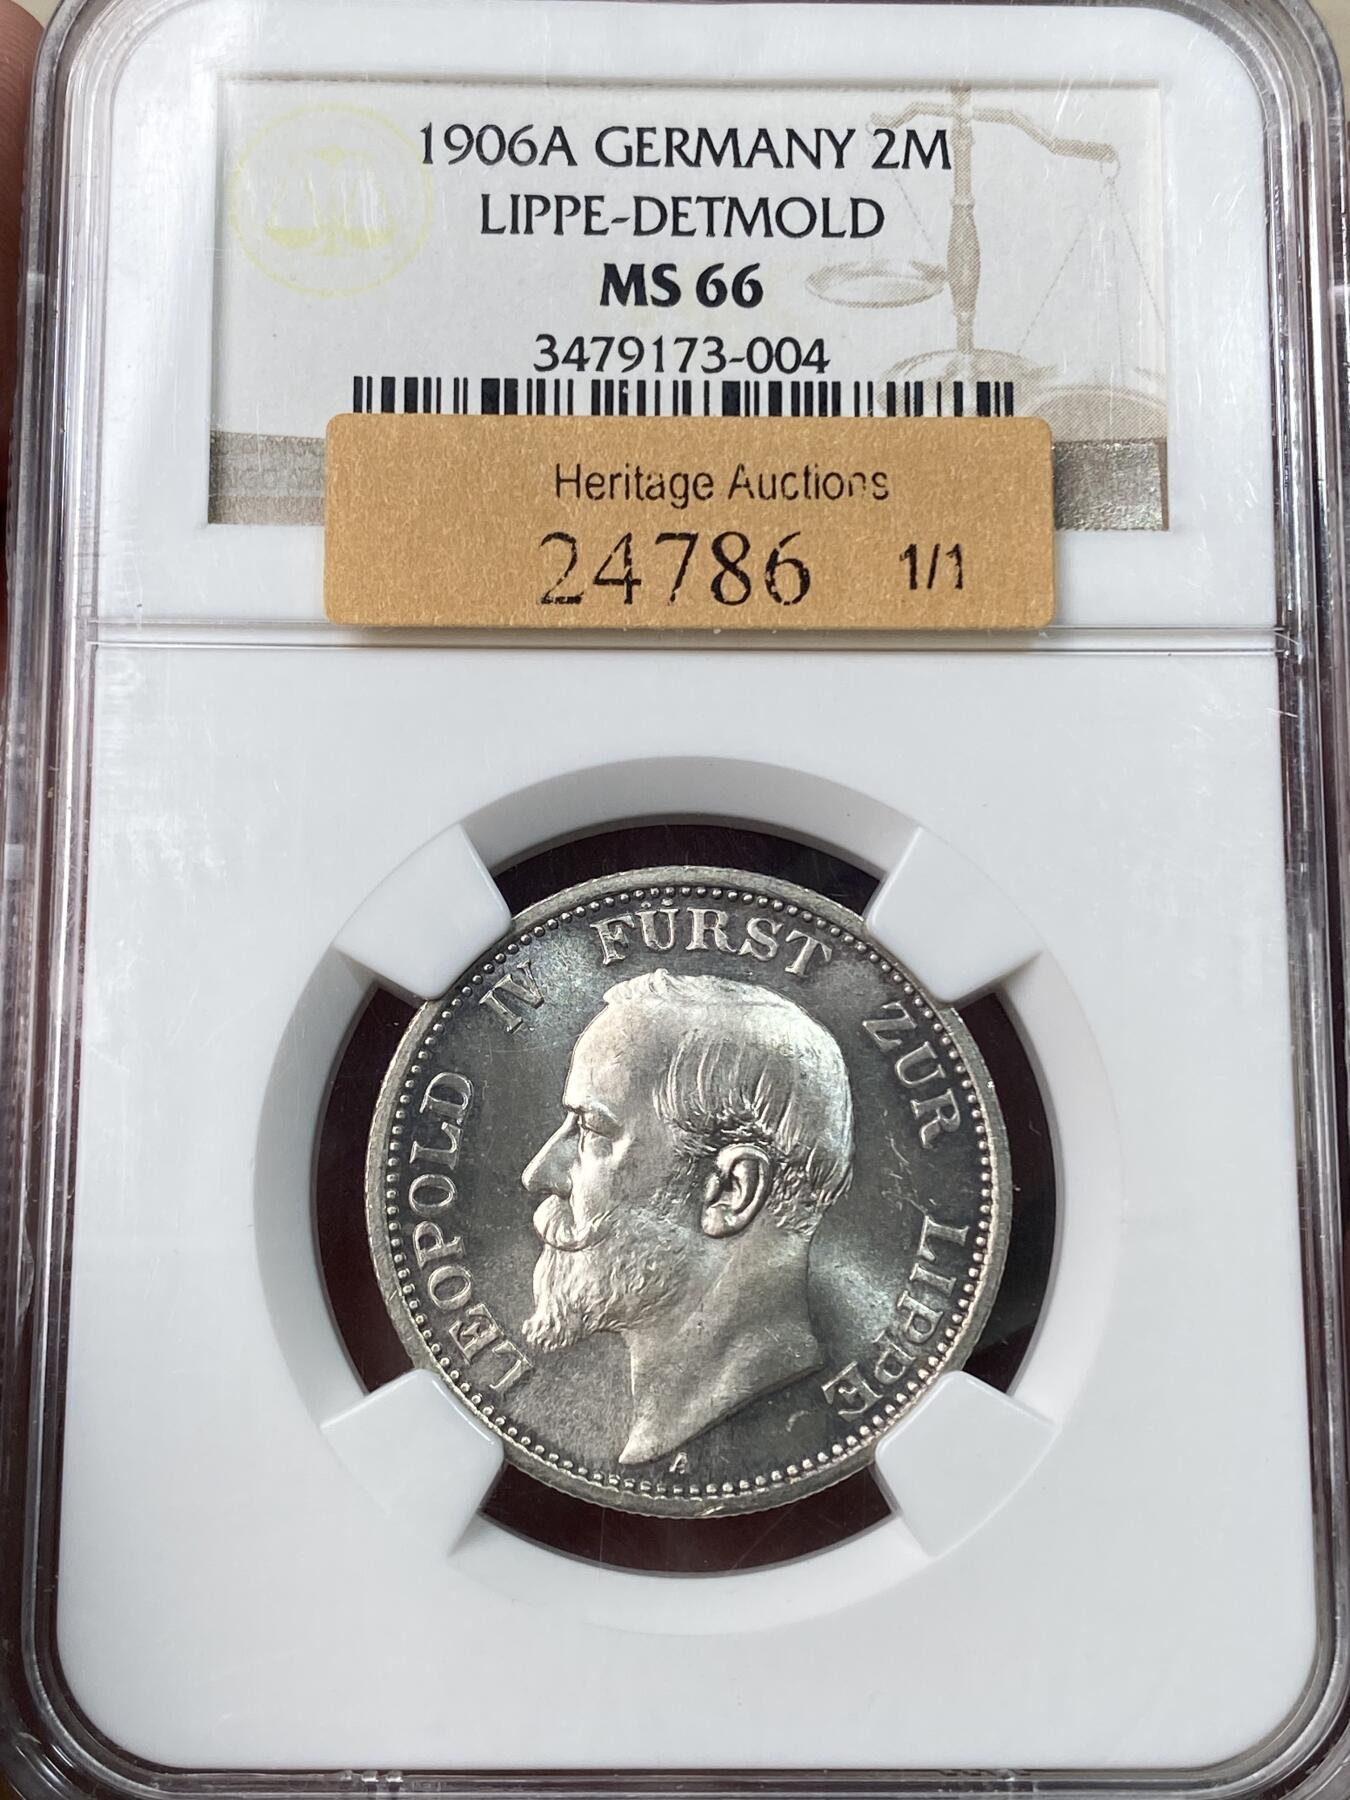 1906A GERMANY 2M
LIPPE-DETMOLD
MS 66
3479173-004
Heritage Auctions
24786 1/1
LEOPOLD IV FÜRST ZUR LIPPE
A